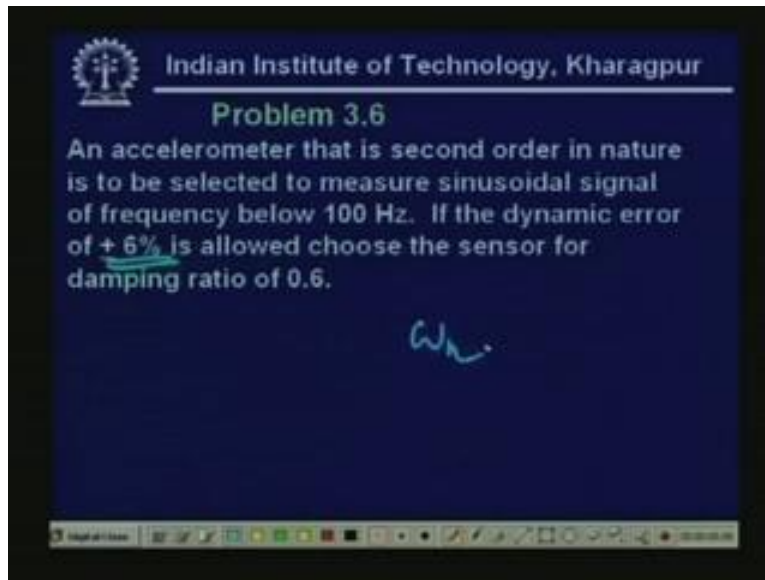 Indian Institute of Technology, Kharagpur
Problem 3.6
An accelerometer that is second order in nature
is to be selected to measure sinusoidal signal
of frequency below 100 Hz. If the dynamic error
of + 6% is allowed choose the sensor for
damping ratio of 0.6.
ωn.